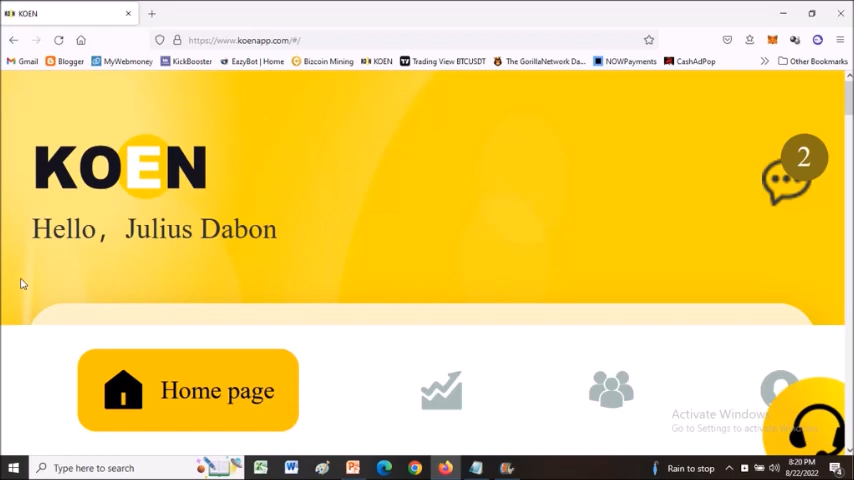 KOEN
https://www.koenapp.com/#/
Gmail Blogger MyWebmoney KickBooster EazyBot | Home Bizcoin Mining KOEN Trading View BTCUSDT The GorillaNetwork Da... NOWPayments CashAdPop Other Bookmarks
KOEN
2
Hello，Julius Dabon
Home page
Activate Window
Go to Settings to activate
Type here to search
Rain to stop
8:20 PM
8/22/2022
4